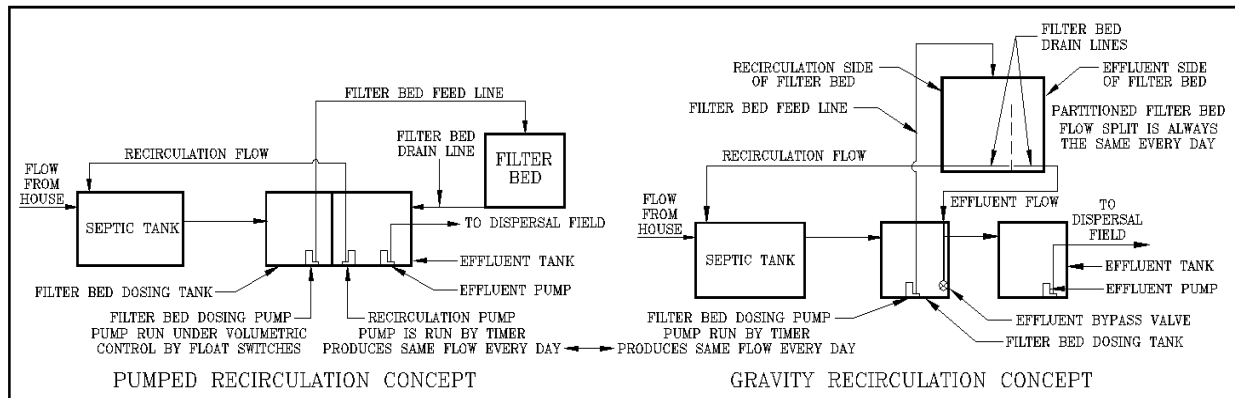 FILTER BED FEED LINE
FILTER BED
DRAIN LINE
RECIRCULATION FLOW
FLOW
FROM
HOUSE
SEPTIC TANK
FILTER
BED
TO DISPERSAL FIELD
EFFLUENT TANK
EFFLUENT PUMP
FILTER BED DOSING TANK
FILTER BED DOSING PUMP
PUMP RUN UNDER VOLUMETRIC
CONTROL BY FLOAT SWITCHES
RECIRCULATION PUMP
PUMP IS RUN BY TIMER
PRODUCES SAME FLOW EVERY DAY
PUMPED RECIRCULATION CONCEPT
FILTER BED
DRAIN LINES
RECIRCULATION SIDE
OF FILTER BED
EFFLUENT SIDE
OF FILTER BED
FILTER BED FEED LINE
PARTITIONED FILTER BED
FLOW SPLIT IS ALWAYS
THE SAME EVERY DAY
RECIRCULATION FLOW
FLOW
FROM
HOUSE
EFFLUENT FLOW
TO
DISPERSAL
FIELD
SEPTIC TANK
EFFLUENT TANK
EFFLUENT PUMP
FILTER BED DOSING PUMP
PUMP RUN BY TIMER
PRODUCES SAME FLOW EVERY DAY
EFFLUENT BYPASS VALVE
FILTER BED DOSING TANK
GRAVITY RECIRCULATION CONCEPT